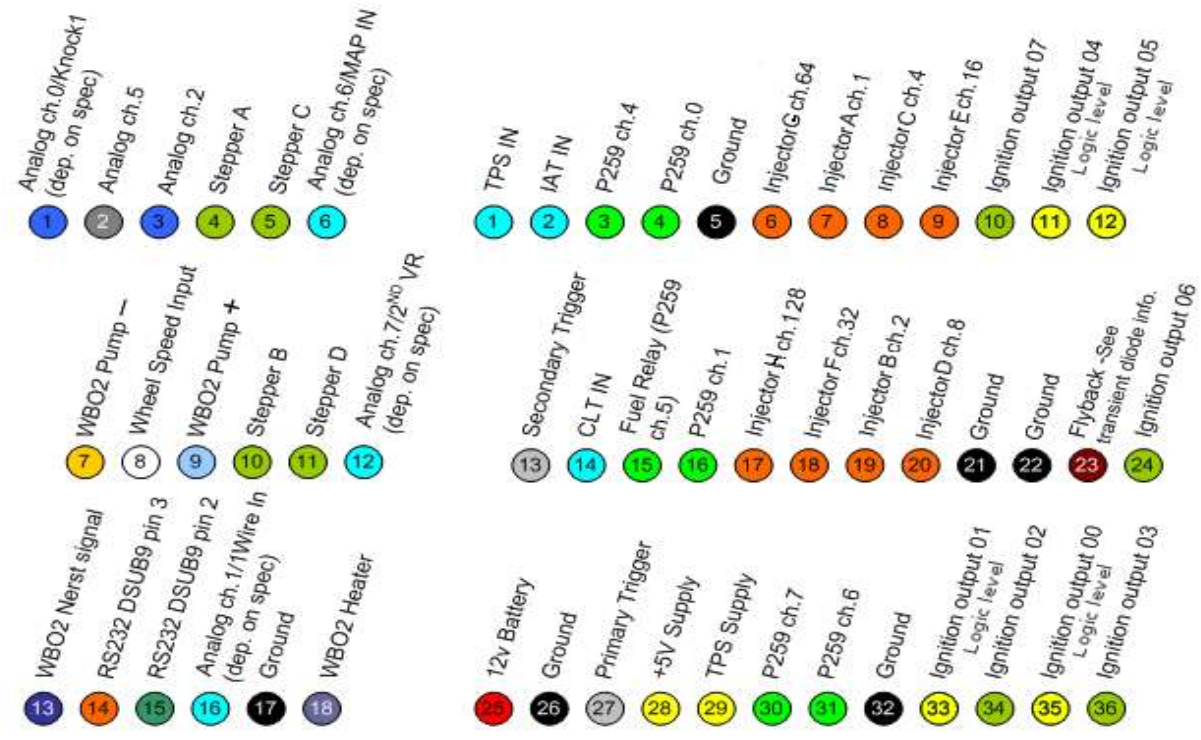 Analog ch.0/Knock1
(dep. on spec)
Analog ch.5
Analog ch.2
Stepper A
Stepper C
Analog ch.6/MAP IN
(dep. on spec)
1
2
3
4
5
6
TPS IN
IAT IN
P259 ch.4
P259 ch.0
Ground
InjectorG ch.64
InjectorA ch.1
InjectorC ch.4
InjectorE ch.16
Ignition output 07
Ignition output 04
Logic level
Ignition output 05
Logic level
1
2
3
4
5
6
7
8
9
10
11
12
WBO2 Pump −
Wheel Speed Input
WBO2 Pump +
Stepper B
Stepper D
Analog ch.7/2ND VR
(dep. on spec)
7
8
9
10
11
12
Secondary Trigger
CLT IN
Fuel Relay (P259
ch.5)
P259 ch.1
InjectorH ch.128
InjectorF ch.32
InjectorB ch.2
InjectorD ch.8
Ground
Ground
Flyback -See
transient diode info.
Ignition output 06
13
14
15
16
17
18
19
20
21
22
23
24
WBO2 Nerst signal
RS232 DSUB9 pin 3
RS232 DSUB9 pin 2
Analog ch.1/1Wire In
(dep. on spec)
Ground
WBO2 Heater
13
14
15
16
17
18
12v Battery
Ground
Primary Trigger
+5V Supply
TPS Supply
P259 ch.7
P259 ch.6
Ground
Ignition output 01
Logic level
Ignition output 02
Ignition output 00
Logic level
Ignition output 03
25
26
27
28
29
30
31
32
33
34
35
36